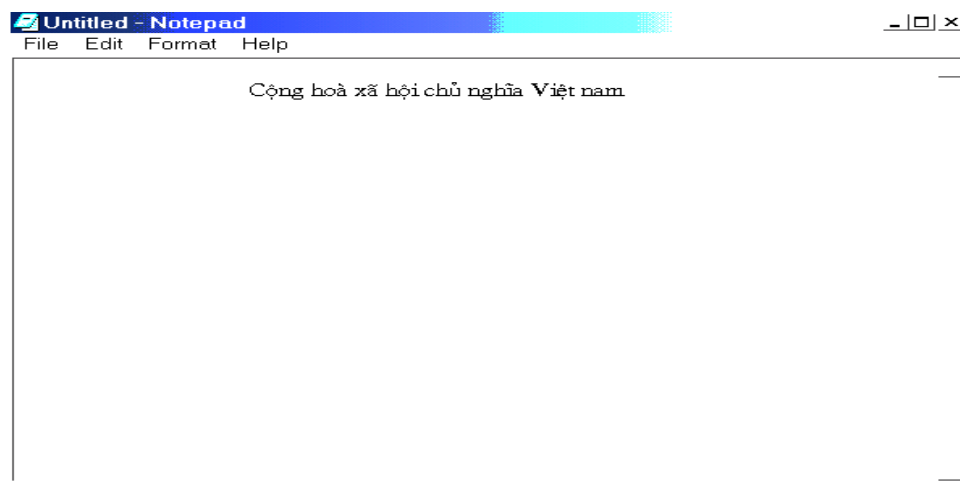 Untitled - Notepad
File Edit Format Help
Cộng hoà xã hội chủ nghĩa Việt nam